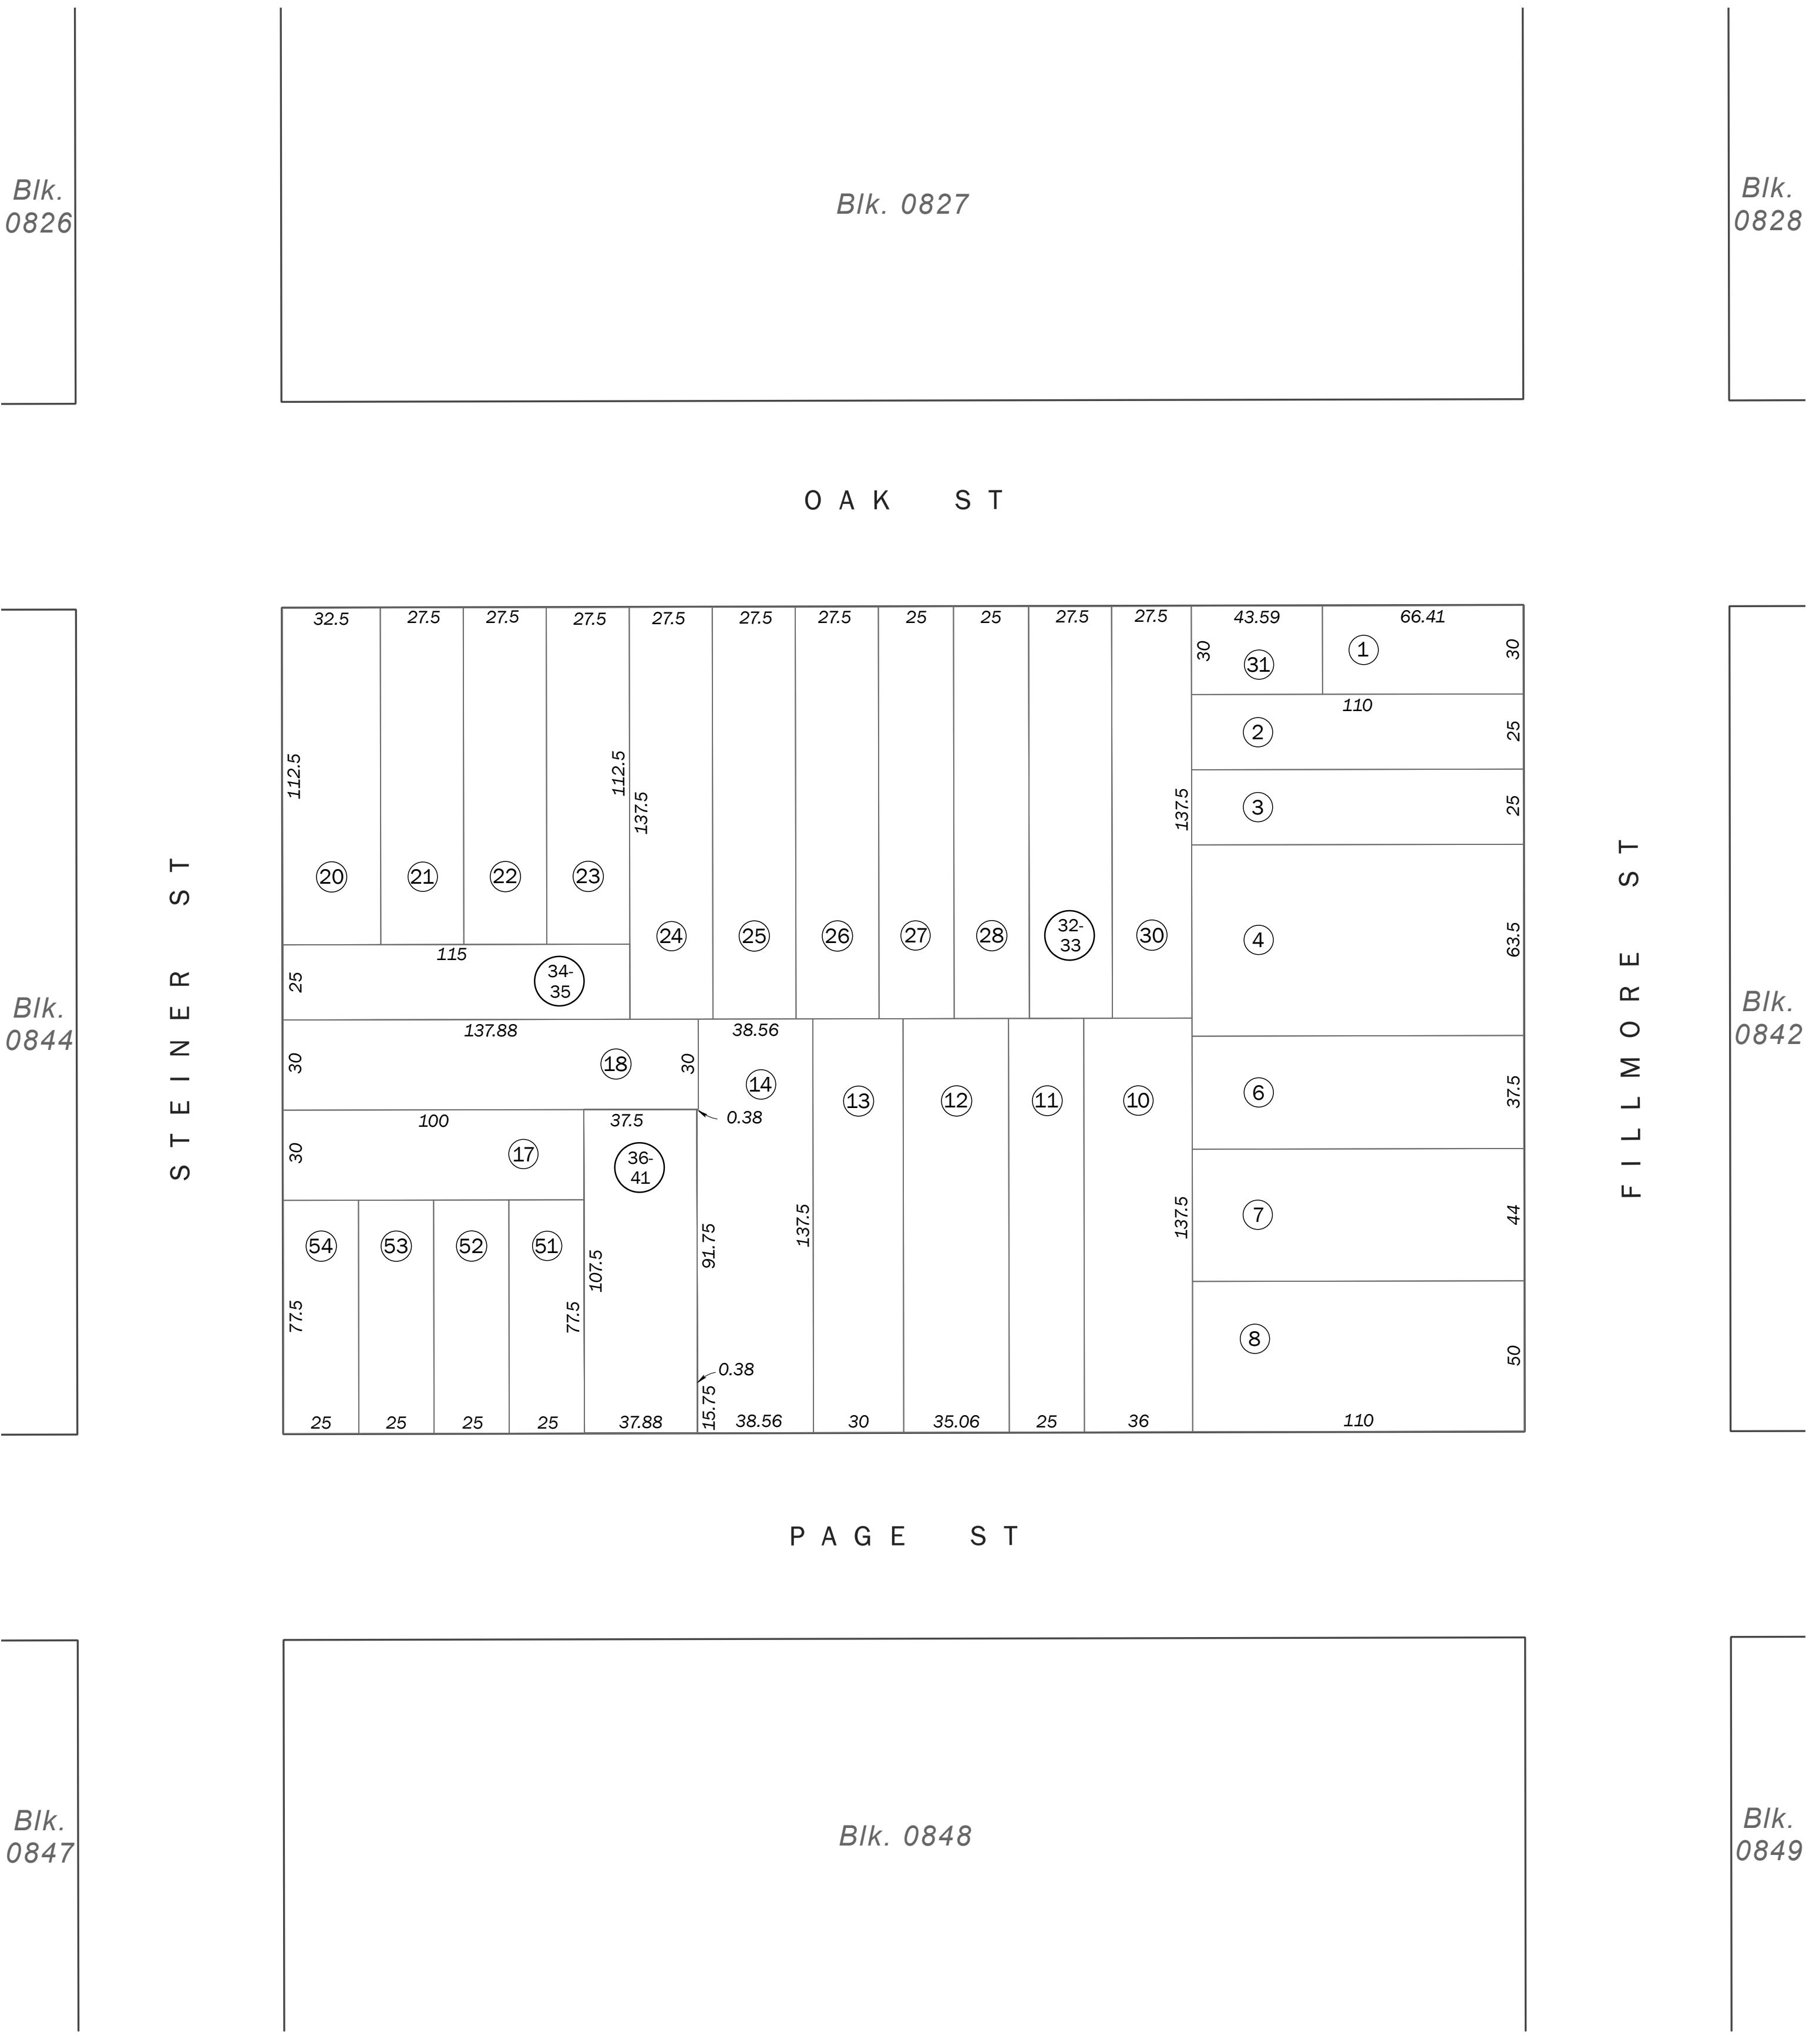 Blk.
0826
Blk. 0827
Blk.
0828
OAK ST
32.5 27.5 27.5 27.5 27.5 27.5 27.5 25 25 27.5 27.5 43.59 66.41
30 31 1 30
110
2 25
112.5 112.5 137.5 137.5 3 25
20 21 22 23
24 25 26 27 28 32-
33 30 4 63.5
115
25 34-
35
STEINER ST
FILLMORE ST
Blk.
0844
Blk.
0842
137.88 38.56
30 18 30 14 13 12 11 10 6 37.5
0.38
100 37.5
30 17 36-
41
54 53 52 51 107.5 91.75 137.5 137.5 7 44
77.5 77.5 8 50
0.38
15.75
25 25 25 25 37.88 38.56 30 35.06 25 36 110
PAGE ST
Blk.
0847
Blk. 0848
Blk.
0849